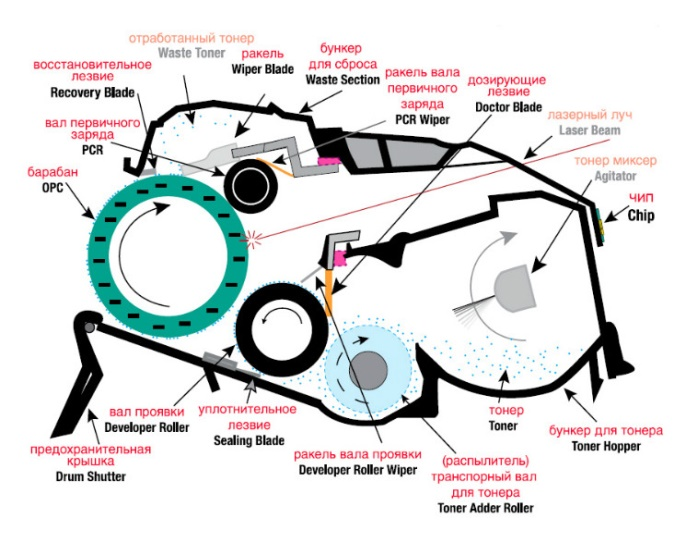 отработанный тонер
Waste Toner
восстановительное
лезвие
Recovery Blade
ракель
Wiper Blade
бункер
для сброса
Waste Section
ракель вала
первичного
заряда
PCR Wiper
дозирующие
лезвие
Doctor Blade
лазерный луч
Laser Beam
вал первичного
заряда
PCR
тонер миксер
Agitator
барабан
OPC
чип
Chip
вал проявки
Developer Roller
уплотнительное
лезвие
Sealing Blade
тонер
Toner
бункер для тонера
Toner Hopper
предохранительная
крышка
Drum Shutter
ракель вала проявки
Developer Roller Wiper
(распылитель)
транспорный вал
для тонера
Toner Adder Roller